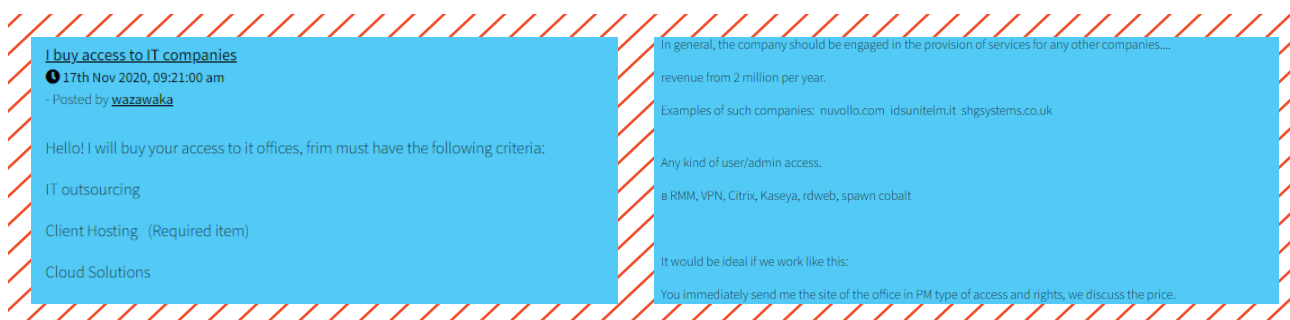 I buy access to IT companies
17th Nov 2020, 09:21:00 am
- Posted by wazawaka
Hello! I will buy your access to it offices, frim must have the following criteria:
IT outsourcing
Client Hosting (Required item)
Cloud Solutions
In general, the company should be engaged in the provision of services for any other companies....
revenue from 2 million per year.
Examples of such companies: nuvollo.com idsunitelm.it shgsystems.co.uk
Any kind of user/admin access.
в RMM, VPN, Citrix, Kaseya, rdweb, spawn cobalt
It would be ideal if we work like this:
You immediately send me the site of the office in PM type of access and rights, we discuss the price.